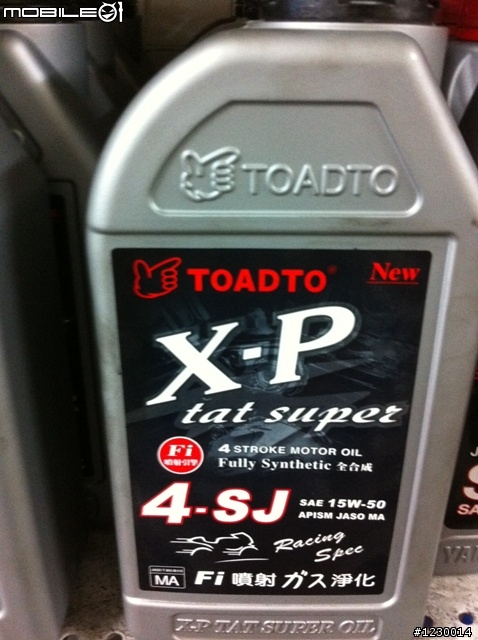 MOBILE01
TOADTO
TOADTO®
New
X-P
tat super
Fi
4 STROKE MOTOR OIL
Fully Synthetic 全合成
4-SJ
SAE 15W-50
APISM JASO MA
Racing
Spec
MA
Fi 噴射 ガス淨化
X-P TAT SUPER OIL
YAM
#1230014